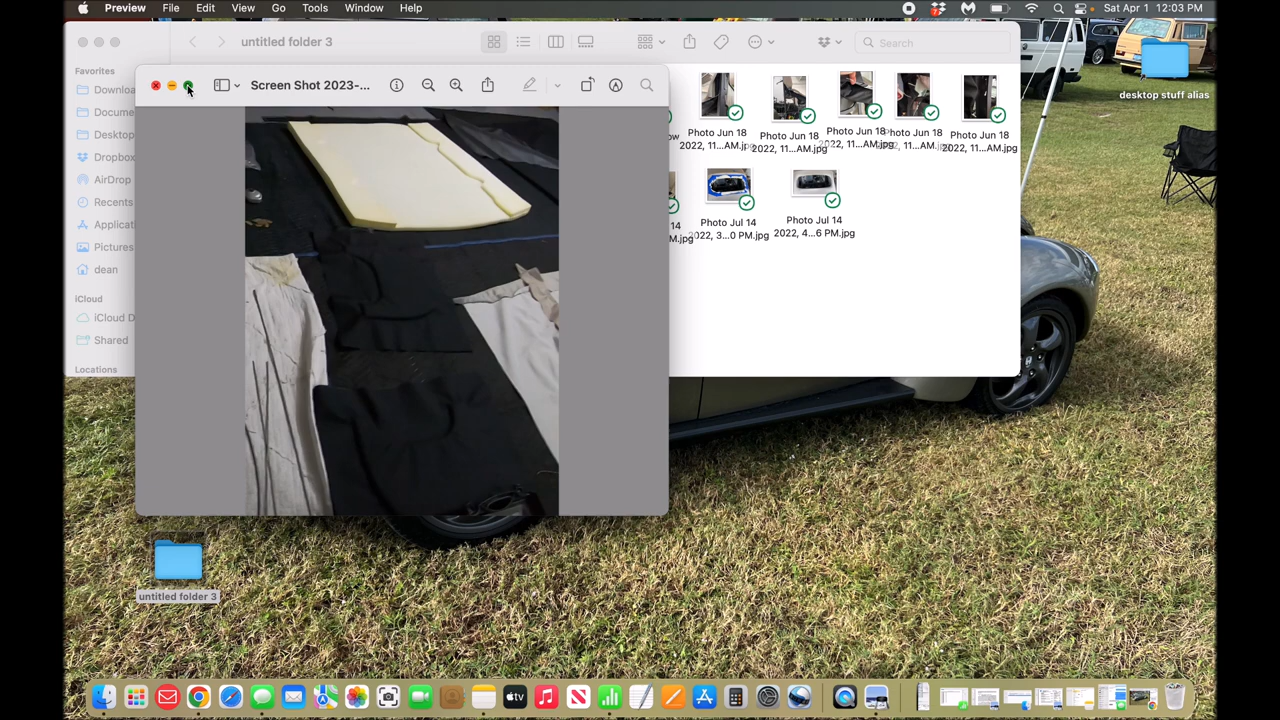 Preview File Edit View Go Tools Window Help
Sat Apr 1 12:03 PM
untitled folder 3
Search
Favorites
Downloa
Docume
Desktop
Dropbox
AirDrop
Recents
Applicati
Pictures
dean
iCloud
iCloud D
Shared
Locations
Screen Shot 2023-...
Photo Jun 18
2022, 11...AM.jpg
Photo Jun 18
2022, 11...AM.jpg
Photo Jun 18
2022, 11...AM.jpg
Photo Jun 18
2022, 11...AM.jpg
Photo Jun 18
2022, 11...AM.jpg
Photo Jul 14
2022, 3...0 PM.jpg
Photo Jul 14
2022, 4...6 PM.jpg
desktop stuff alias
untitled folder 3
tv